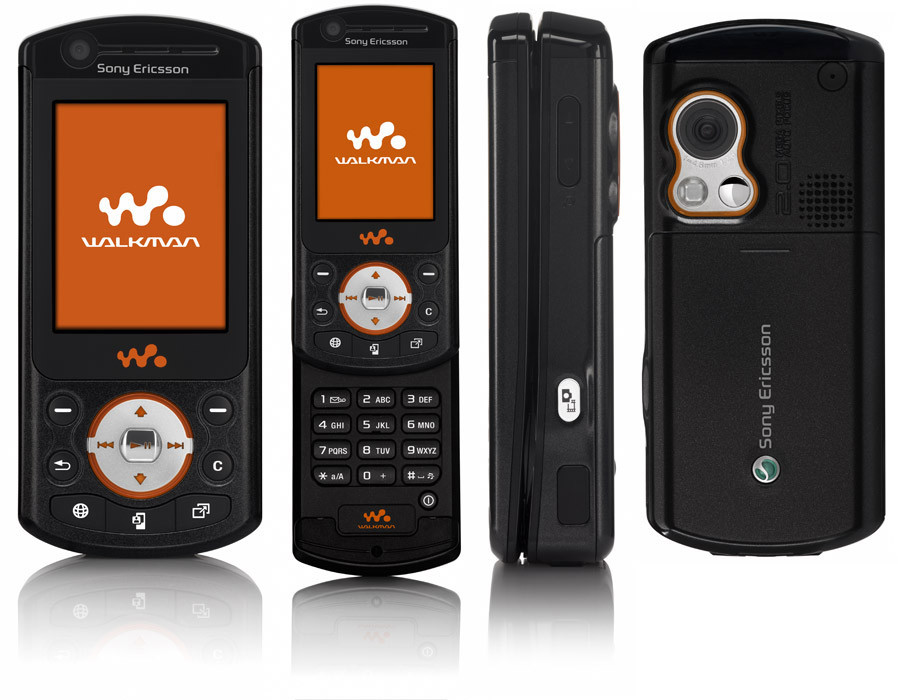 Sony Ericsson
WALKMAN
C
Sony Ericsson
WALKMAN
C
1 2 ABC 3 DEF
4 GHI 5 JKL 6 MNO
7 PQRS 8 TUV 9 WXYZ
* a/A 0 + #
WALKMAN
2.0
Sony Ericsson